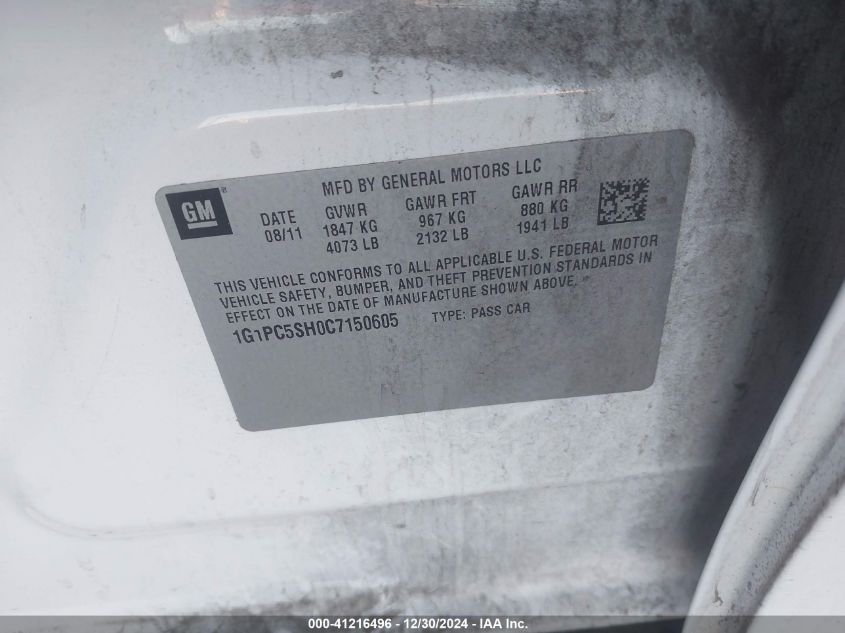 GM®
MFD BY GENERAL MOTORS LLC
DATE GVWR GAWR FRT GAWR RR
08/11 1847 KG 967 KG 880 KG
4073 LB 2132 LB 1941 LB
THIS VEHICLE CONFORMS TO ALL APPLICABLE U.S. FEDERAL MOTOR
VEHICLE SAFETY, BUMPER, AND THEFT PREVENTION STANDARDS IN
EFFECT ON THE DATE OF MANUFACTURE SHOWN ABOVE.
1G1PC5SH0C7150605 TYPE: PASS CAR
000-41216496 - 12/30/2024 - IAA Inc.